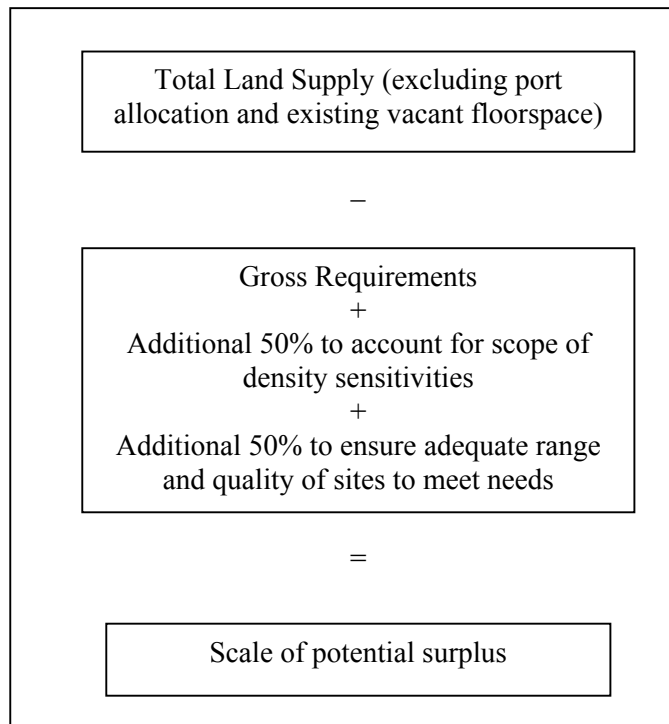 Total Land Supply (excluding port
allocation and existing vacant floorspace)
–
Gross Requirements
+
Additional 50% to account for scope of
density sensitivities
+
Additional 50% to ensure adequate range
and quality of sites to meet needs
=
Scale of potential surplus